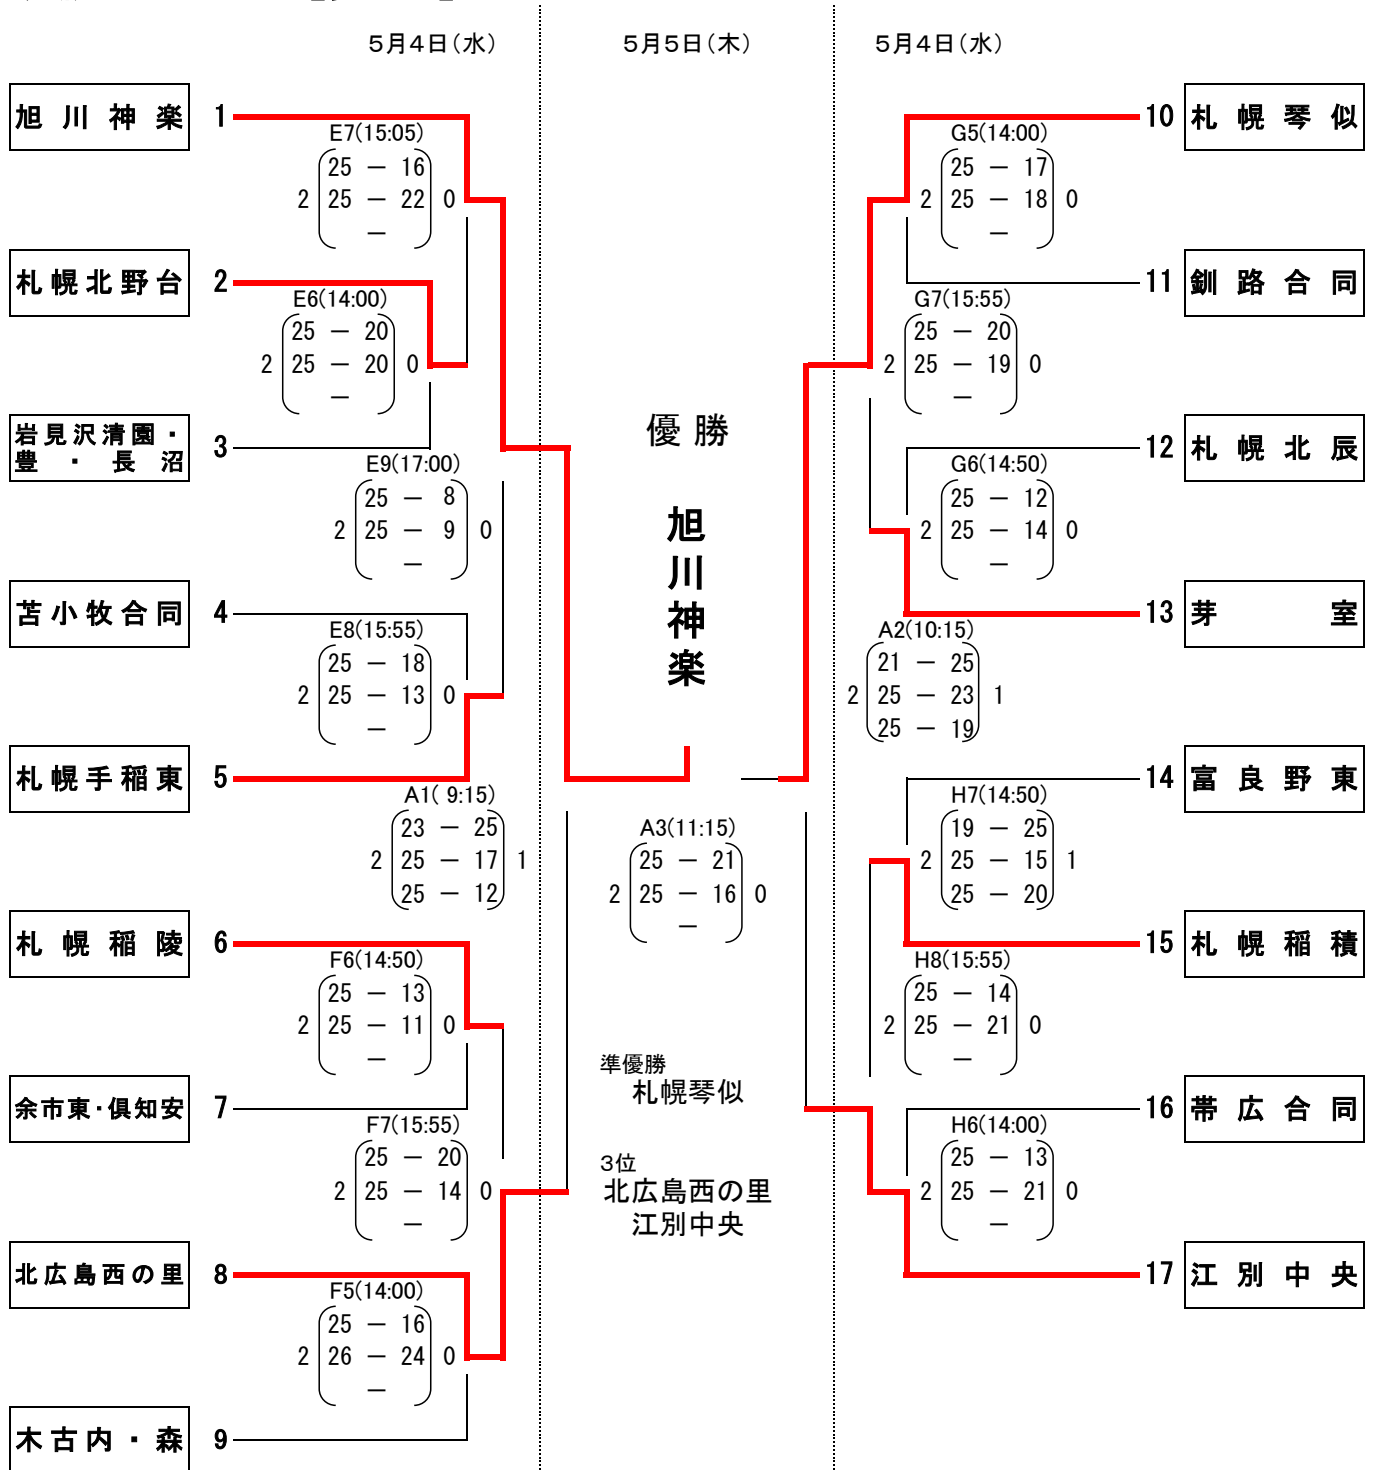 5月4日(水)
5月5日(木)
5月4日(水)
旭川神楽 1
E7(15:05)
25 — 16
2 25 — 22 0
—
札幌北野台 2
E6(14:00)
25 — 20
2 25 — 20 0
—
岩見沢清園・
豊・長沼 3
E9(17:00)
25 — 8
2 25 — 9 0
—
苫小牧合同 4
E8(15:55)
25 — 18
2 25 — 13 0
—
札幌手稲東 5
A1( 9:15)
23 — 25
2 25 — 17 1
25 — 12
札幌稲陵 6
F6(14:50)
25 — 13
2 25 — 11 0
—
余市東・倶知安 7
F7(15:55)
25 — 20
2 25 — 14 0
—
北広島西の里 8
F5(14:00)
25 — 16
2 26 — 24 0
—
木古内・森 9
優勝
旭川神楽
A3(11:15)
25 — 21
2 25 — 16 0
—
準優勝
札幌琴似
3位
北広島西の里
江別中央
10 札幌琴似
G5(14:00)
25 — 17
2 25 — 18 0
—
11 釧路合同
G7(15:55)
25 — 20
2 25 — 19 0
—
12 札幌北辰
G6(14:50)
25 — 12
2 25 — 14 0
—
13 芽室
A2(10:15)
21 — 25
2 25 — 23 1
25 — 19
14 富良野東
H7(14:50)
19 — 25
2 25 — 15 1
25 — 20
15 札幌稲積
H8(15:55)
25 — 14
2 25 — 21 0
—
16 帯広合同
H6(14:00)
25 — 13
2 25 — 21 0
—
17 江別中央